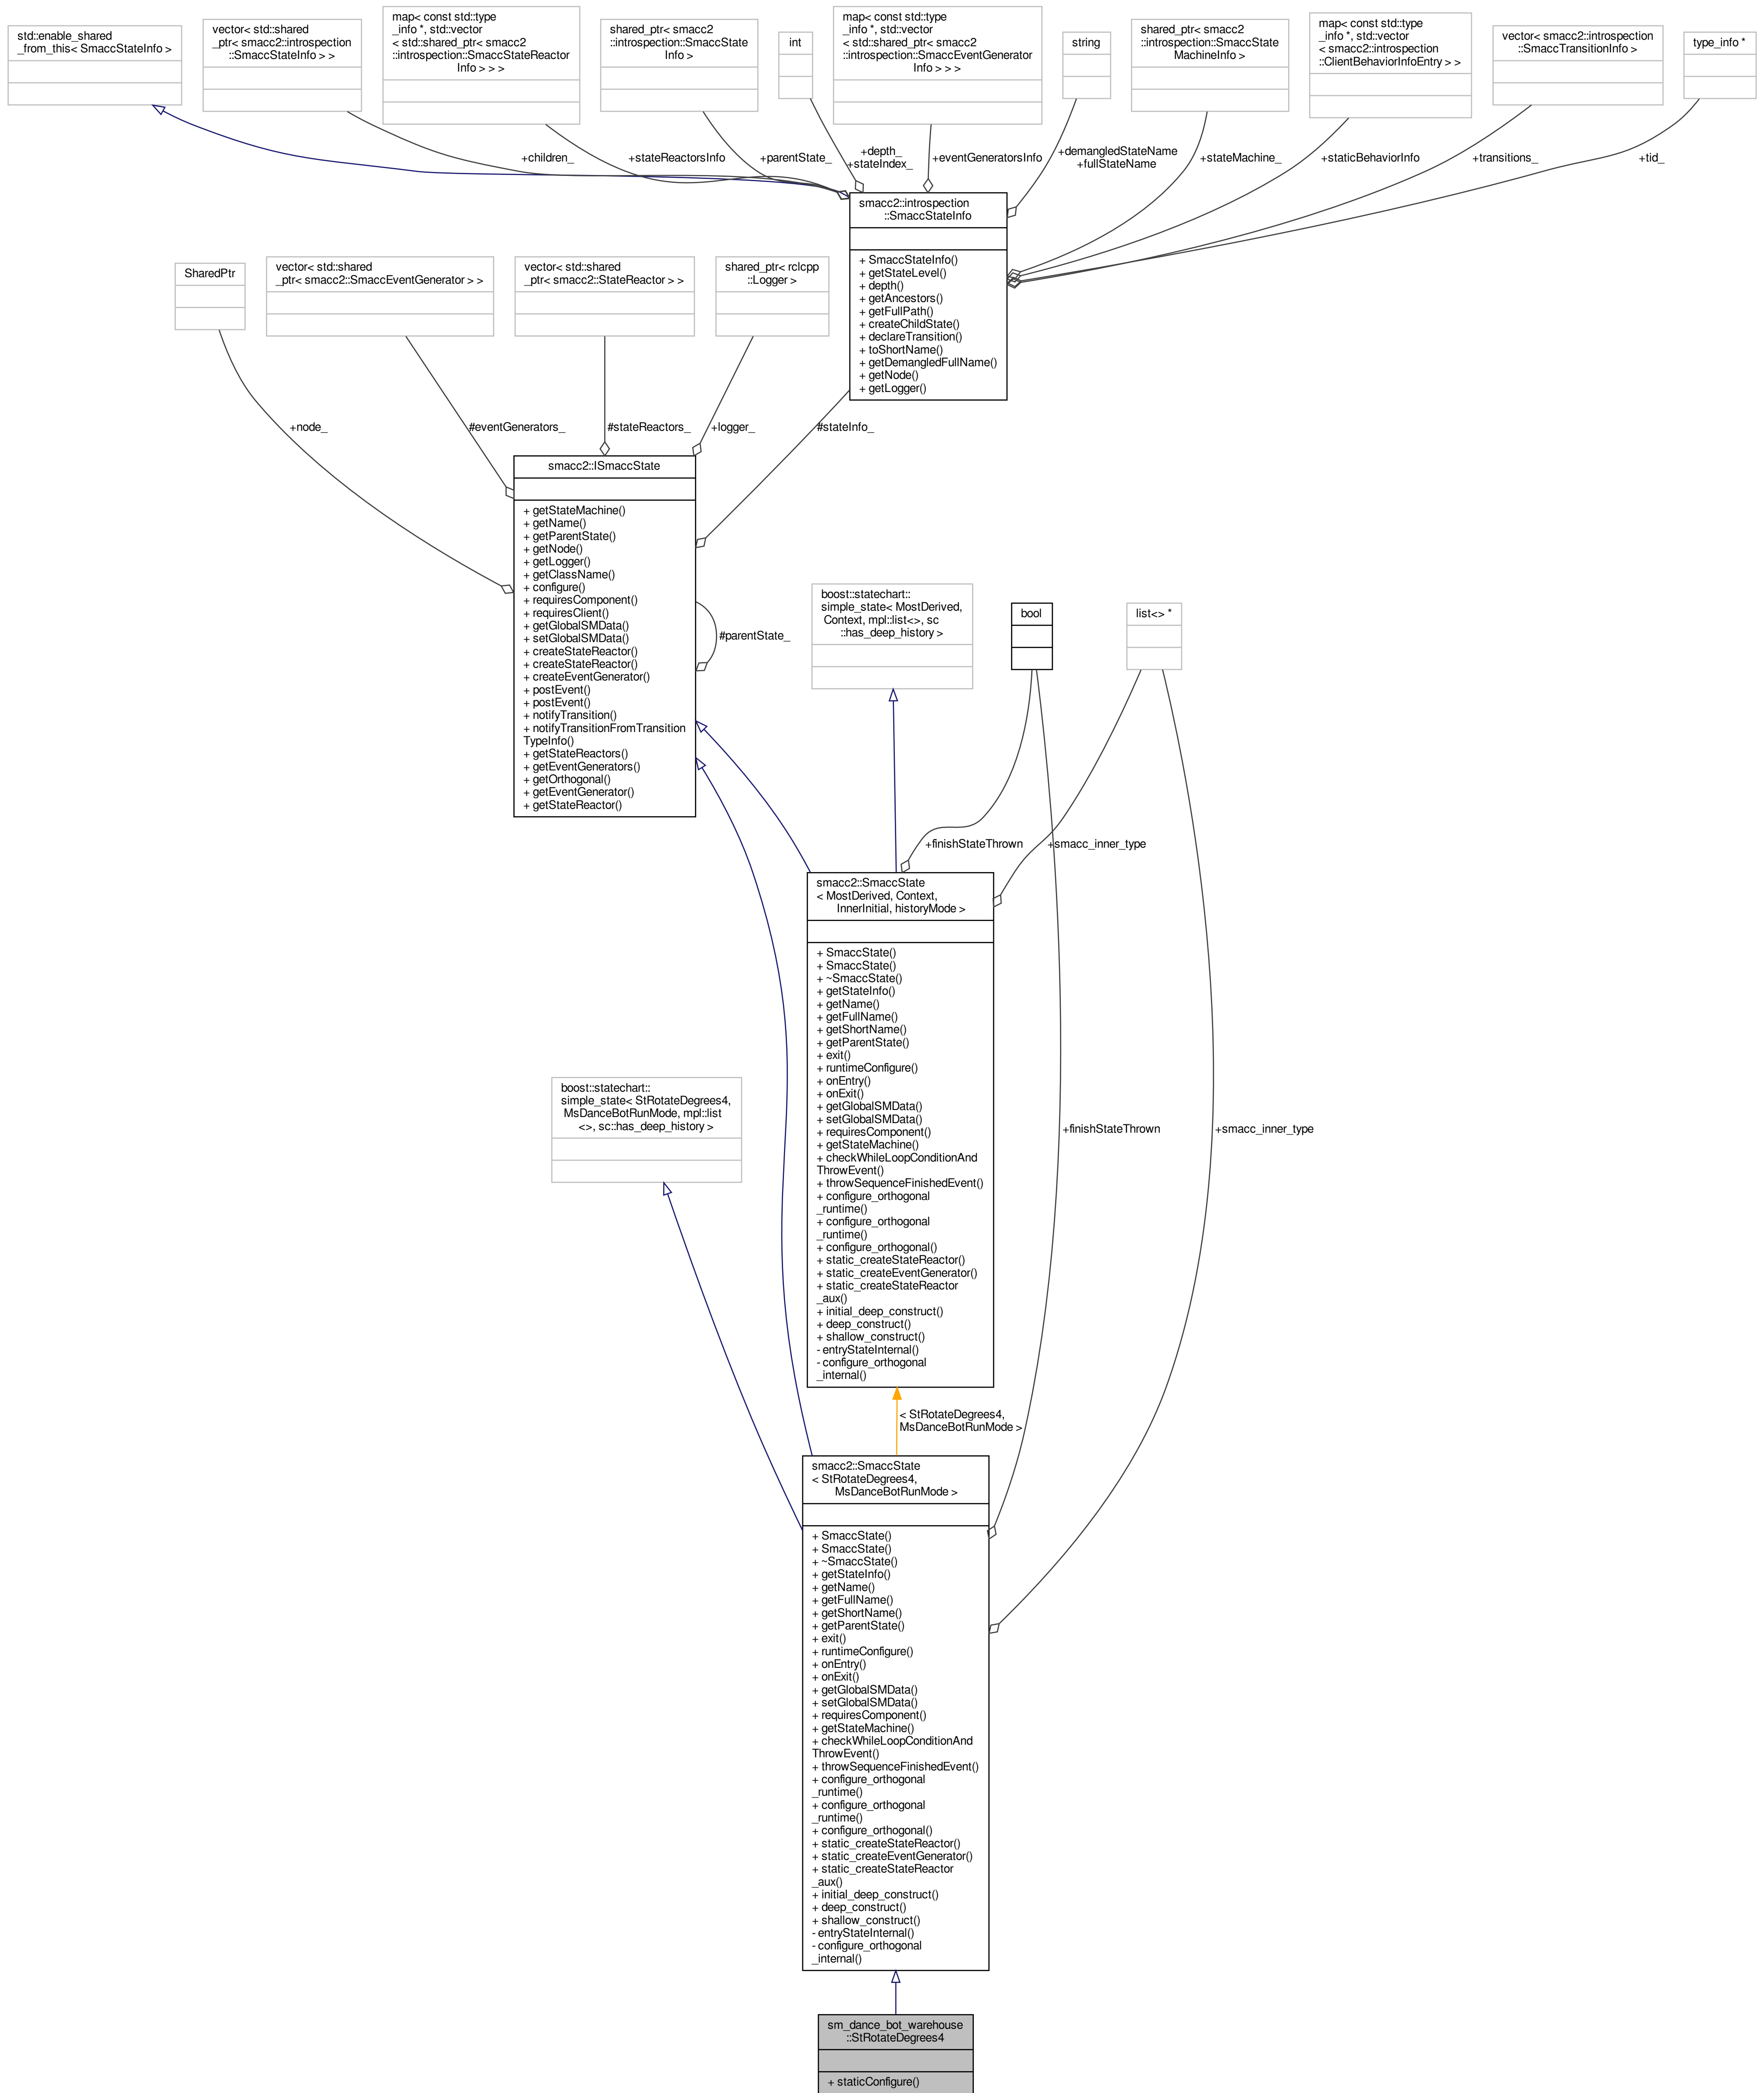 std::enable_shared
_from_this< SmaccStateInfo >
vector< std::shared
_ptr< smacc2::introspection
::SmaccStateInfo > >
map< const std::type
_info *, std::vector
< std::shared_ptr< smacc2
::introspection::SmaccStateReactor
Info > > >
shared_ptr< smacc2
::introspection::SmaccState
Info >
int
map< const std::type
_info *, std::vector
< std::shared_ptr< smacc2
::introspection::SmaccEventGenerator
Info > > >
string
shared_ptr< smacc2
::introspection::SmaccState
MachineInfo >
map< const std::type
_info *, std::vector
< smacc2::introspection
::ClientBehaviorInfoEntry > >
vector< smacc2::introspection
::SmaccTransitionInfo >
type_info *
+children_
+stateReactorsInfo
+parentState_
+depth_
+stateIndex_
+eventGeneratorsInfo
+demangledStateName
+fullStateName
+stateMachine_
+staticBehaviorInfo
+transitions_
+tid_
smacc2::introspection
::SmaccStateInfo
+ SmaccStateInfo()
+ getStateLevel()
+ depth()
+ getAncestors()
+ getFullPath()
+ createChildState()
+ declareTransition()
+ toShortName()
+ getDemangledFullName()
+ getNode()
+ getLogger()
SharedPtr
vector< std::shared
_ptr< smacc2::SmaccEventGenerator > >
vector< std::shared
_ptr< smacc2::StateReactor > >
shared_ptr< rclcpp
::Logger >
+node_
#eventGenerators_
#stateReactors_
+logger_
#stateInfo_
smacc2::ISmaccState
+ getStateMachine()
+ getName()
+ getParentState()
+ getNode()
+ getLogger()
+ getClassName()
+ configure()
+ requiresComponent()
+ requiresClient()
+ getGlobalSMData()
+ setGlobalSMData()
+ createStateReactor()
+ createStateReactor()
+ createEventGenerator()
+ postEvent()
+ postEvent()
+ notifyTransition()
+ notifyTransitionFromTransition
TypeInfo()
+ getStateReactors()
+ getEventGenerators()
+ getOrthogonal()
+ getEventGenerator()
+ getStateReactor()
#parentState_
boost::statechart::
simple_state< MostDerived,
Context, mpl::list<>, sc
::has_deep_history >
bool
list<> *
+finishStateThrown
+smacc_inner_type
smacc2::SmaccState
< MostDerived, Context,
InnerInitial, historyMode >
+ SmaccState()
+ SmaccState()
+ ~SmaccState()
+ getStateInfo()
+ getName()
+ getFullName()
+ getShortName()
+ getParentState()
+ exit()
+ runtimeConfigure()
+ onEntry()
+ onExit()
+ getGlobalSMData()
+ setGlobalSMData()
+ requiresComponent()
+ getStateMachine()
+ checkWhileLoopConditionAnd
ThrowEvent()
+ throwSequenceFinishedEvent()
+ configure_orthogonal
_runtime()
+ configure_orthogonal
_runtime()
+ configure_orthogonal()
+ static_createStateReactor()
+ static_createEventGenerator()
+ static_createStateReactor
_aux()
+ initial_deep_construct()
+ deep_construct()
+ shallow_construct()
- entryStateInternal()
- configure_orthogonal
_internal()
boost::statechart::
simple_state< StRotateDegrees4,
MsDanceBotRunMode, mpl::list
<>, sc::has_deep_history >
+finishStateThrown
+smacc_inner_type
< StRotateDegrees4,
MsDanceBotRunMode >
smacc2::SmaccState
< StRotateDegrees4,
MsDanceBotRunMode >
+ SmaccState()
+ SmaccState()
+ ~SmaccState()
+ getStateInfo()
+ getName()
+ getFullName()
+ getShortName()
+ getParentState()
+ exit()
+ runtimeConfigure()
+ onEntry()
+ onExit()
+ getGlobalSMData()
+ setGlobalSMData()
+ requiresComponent()
+ getStateMachine()
+ checkWhileLoopConditionAnd
ThrowEvent()
+ throwSequenceFinishedEvent()
+ configure_orthogonal
_runtime()
+ configure_orthogonal
_runtime()
+ configure_orthogonal()
+ static_createStateReactor()
+ static_createEventGenerator()
+ static_createStateReactor
_aux()
+ initial_deep_construct()
+ deep_construct()
+ shallow_construct()
- entryStateInternal()
- configure_orthogonal
_internal()
sm_dance_bot_warehouse
::StRotateDegrees4
+ staticConfigure()